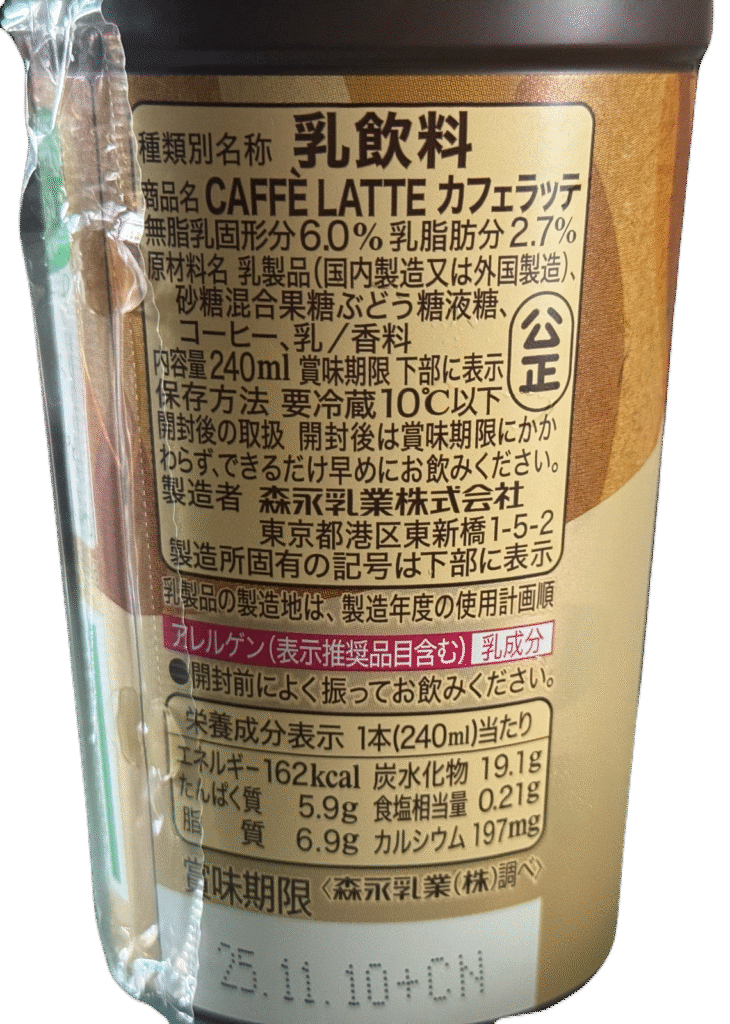 種類別名称 乳飲料
商品名 CAFFÈ LATTE カフェラッテ
無脂乳固形分6.0% 乳脂肪分2.7%
原材料名 乳製品(国内製造又は外国製造)、
砂糖混合果糖ぶどう糖液糖、
コーヒー、乳/香料
公正
内容量240ml 賞味期限 下部に表示
保存方法 要冷蔵10℃以下
開封後の取扱 開封後は賞味期限にかか
わらず、できるだけ早めにお飲みください。
製造者 森永乳業株式会社
東京都港区東新橋1-5-2
製造所固有の記号は下部に表示
乳製品の製造地は、製造年度の使用計画順
アレルゲン(表示推奨品目含む) 乳成分
●開封前によく振ってお飲みください。
栄養成分表示 1本(240ml)当たり
エネルギー162kcal 炭水化物 19.1g
たんぱく質 5.9g 食塩相当量 0.21g
脂質 6.9g カルシウム 197mg
賞味期限〈森永乳業(株)調べ〉
25.11.10+CN